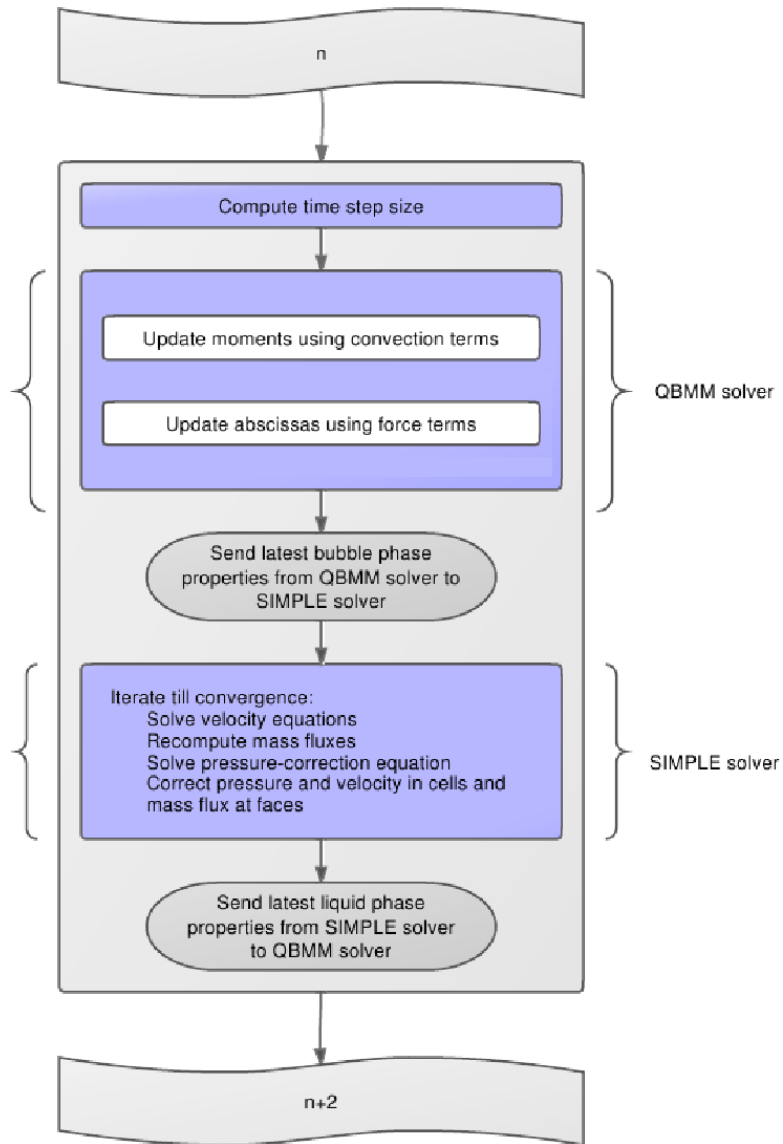 n
Compute time step size
Update moments using convection terms
QBMM solver
Update abscissas using force terms
Send latest bubble phase
properties from QBMM solver to
SIMPLE solver
Iterate till convergence:
Solve velocity equations
Recompute mass fluxes
Solve pressure-correction equation
Correct pressure and velocity in cells and
mass flux at faces
SIMPLE solver
Send latest liquid phase
properties from SIMPLE solver
to QBMM solver
n+2